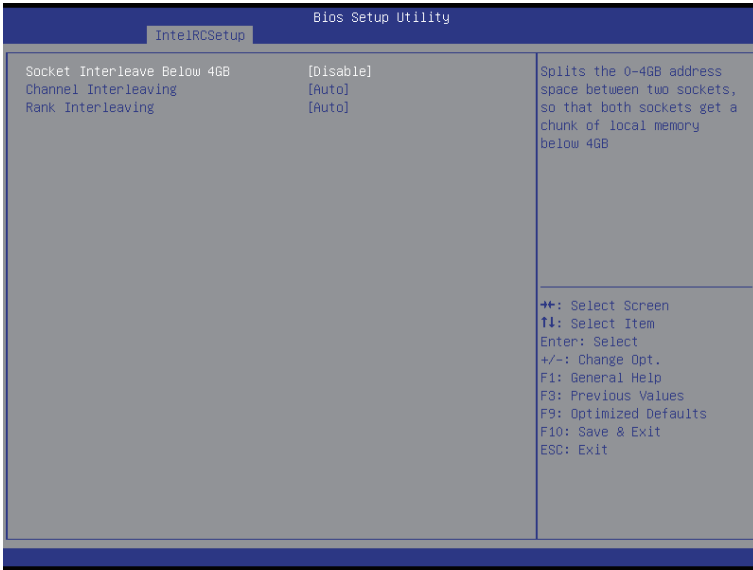 Bios Setup Utility
IntelRCSetup
Socket Interleave Below 4GB [Disable]
Channel Interleaving [Auto]
Rank Interleaving [Auto]
Splits the 0-4GB address
space between two sockets,
so that both sockets get a
chunk of local memory
below 4GB
→←: Select Screen
↑↓: Select Item
Enter: Select
+/-: Change Opt.
F1: General Help
F3: Previous Values
F9: Optimized Defaults
F10: Save & Exit
ESC: Exit